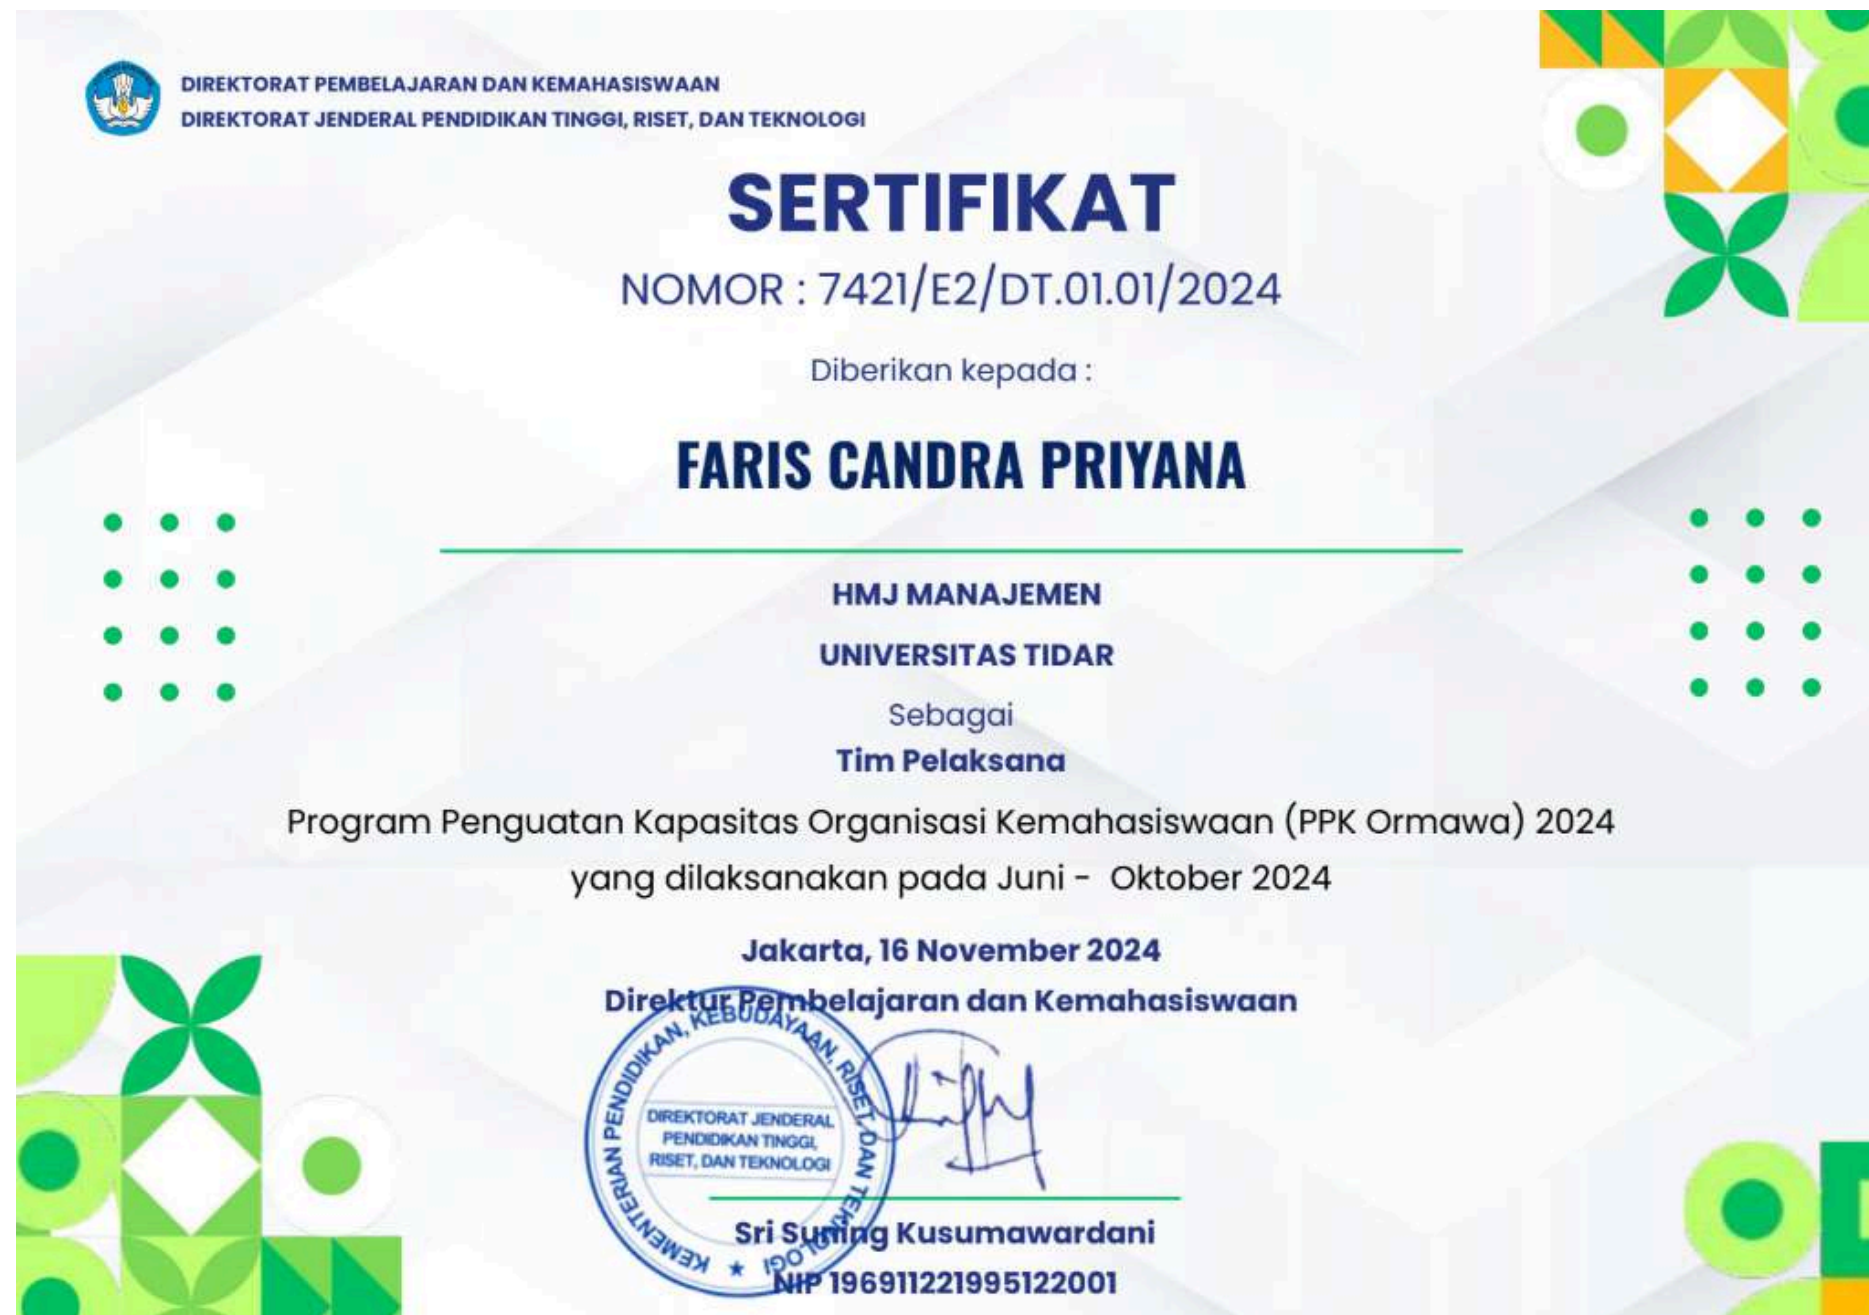 DIREKTORAT PEMBELAJARAN DAN KEMAHASISWAAN
DIREKTORAT JENDERAL PENDIDIKAN TINGGI, RISET, DAN TEKNOLOGI
SERTIFIKAT
NOMOR : 7421/E2/DT.01.01/2024
Diberikan kepada :
FARIS CANDRA PRIYANA
HMJ MANAJEMEN
UNIVERSITAS TIDAR
Sebagai
Tim Pelaksana
Program Penguatan Kapasitas Organisasi Kemahasiswaan (PPK Ormawa) 2024
yang dilaksanakan pada Juni - Oktober 2024
Jakarta, 16 November 2024
Direktur Pembelajaran dan Kemahasiswaan
KEMENTERIAN PENDIDIKAN, KEBUDAYAAN, RISET, DAN TEKNOLOGI
DIREKTORAT JENDERAL
PENDIDIKAN TINGGI,
RISET, DAN TEKNOLOGI
Sri Suning Kusumawardani
NIP 196911221995122001